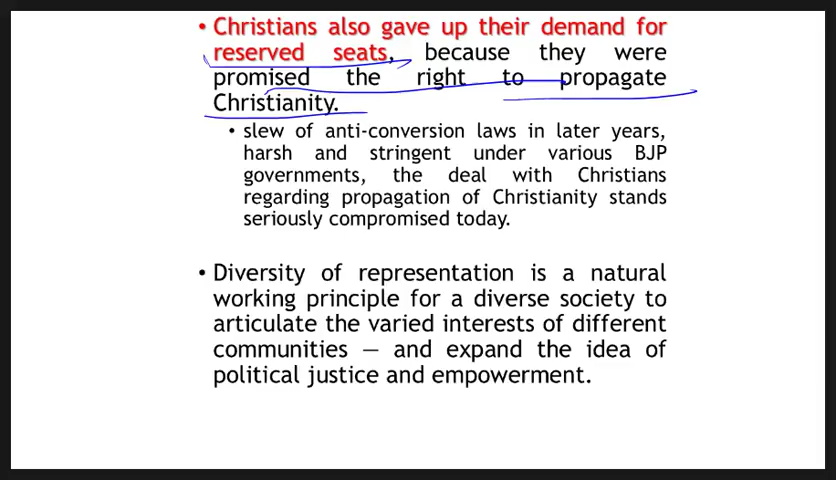 • Christians also gave up their demand for
reserved seats, because they were
promised the right to propagate
Christianity.
• slew of anti-conversion laws in later years,
harsh and stringent under various BJP
governments, the deal with Christians
regarding propagation of Christianity stands
seriously compromised today.
• Diversity of representation is a natural
working principle for a diverse society to
articulate the varied interests of different
communities — and expand the idea of
political justice and empowerment.